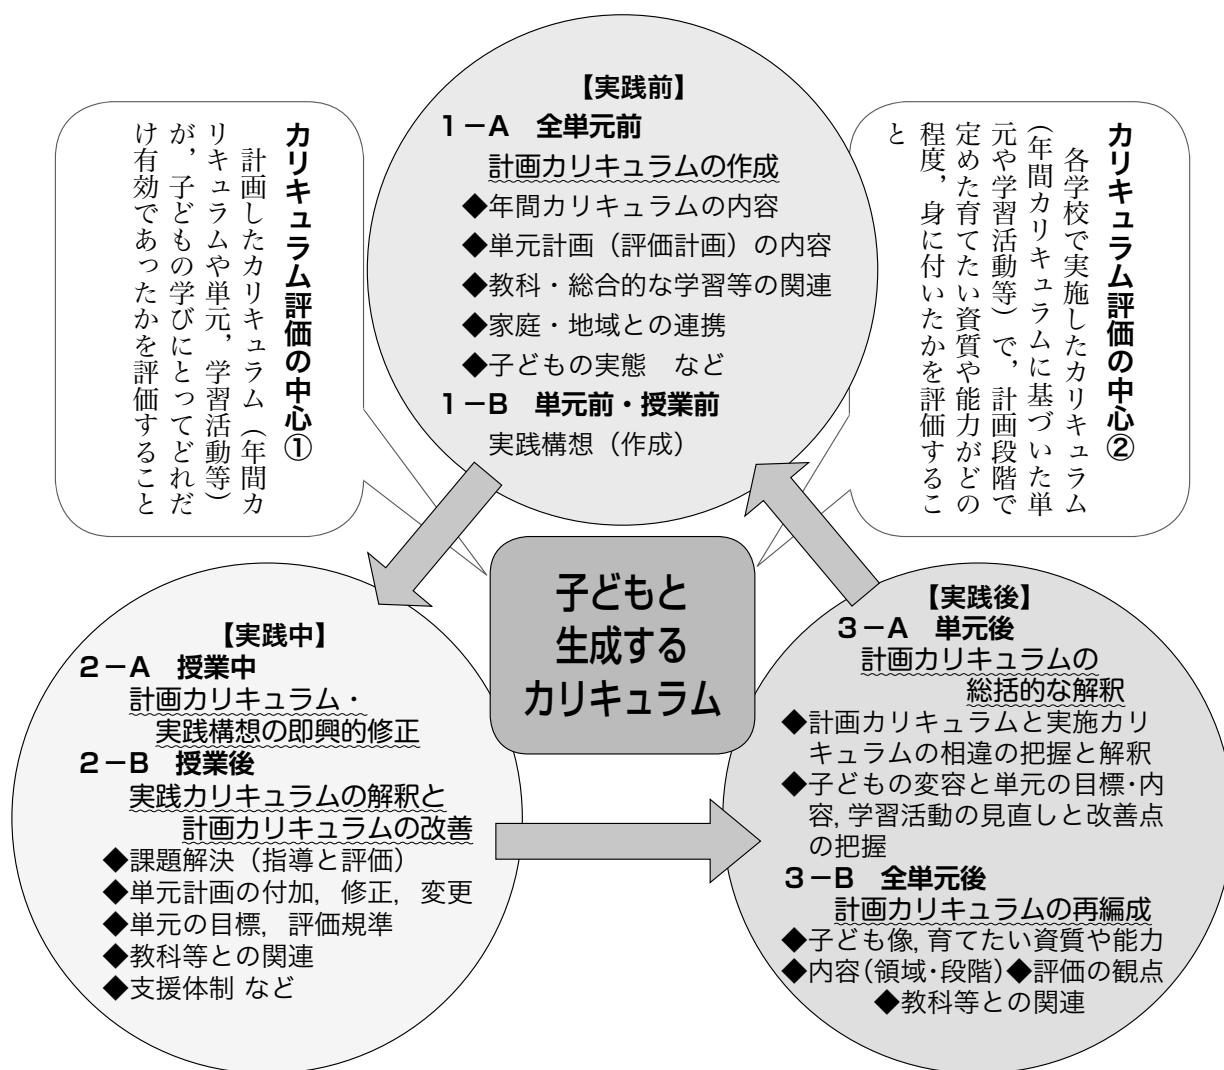 【実践前】
1－A　全単元前
計画カリキュラムの作成
◆年間カリキュラムの内容
◆単元計画（評価計画）の内容
◆教科・総合的な学習等の関連
◆家庭・地域との連携
◆子どもの実態　など
1－B　単元前・授業前
実践構想（作成）
カリキュラム評価の中心①
計画したカリキュラム（年間カ
リキュラムや単元，学習活動等）
が，子どもの学びにとってどれだ
け有効であったかを評価すること
カリキュラム評価の中心②
各学校で実施したカリキュラム
（年間カリキュラムに基づいた単
元や学習活動等）で，計画段階で
定めた育てたい資質や能力がどの
程度，身に付いたかを評価するこ
と
子どもと
生成する
カリキュラム
【実践中】
2－A　授業中
計画カリキュラム・
実践構想の即興的修正
2－B　授業後
実践カリキュラムの解釈と
計画カリキュラムの改善
◆課題解決（指導と評価）
◆単元計画の付加，修正，変更
◆単元の目標，評価規準
◆教科等との関連
◆支援体制 など
【実践後】
3－A　単元後
計画カリキュラムの
総括的な解釈
◆計画カリキュラムと実施カリ
キュラムの相違の把握と解釈
◆子どもの変容と単元の目標・内
容，学習活動の見直しと改善点
の把握
3－B　全単元後
計画カリキュラムの再編成
◆子ども像，育てたい資質や能力
◆内容（領域・段階）◆評価の観点
◆教科等との関連